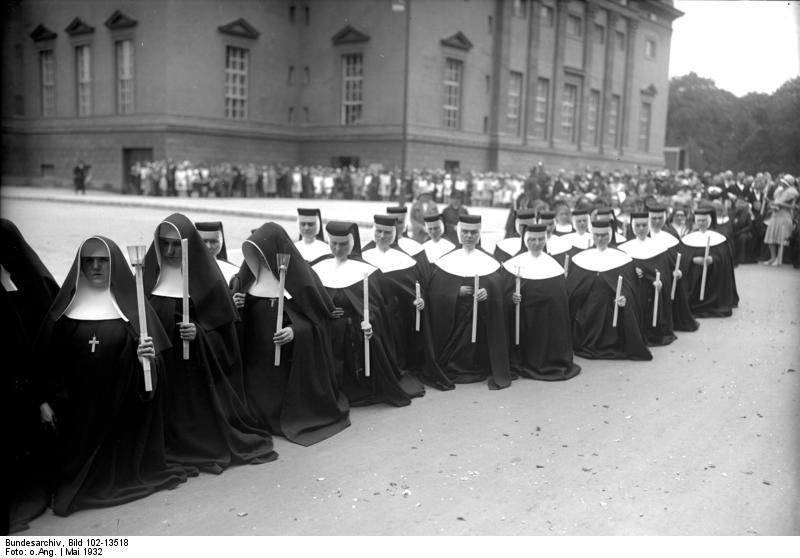 Bundesarchiv, Bild 102-13518
Foto: o.Ang. | Mai 1932